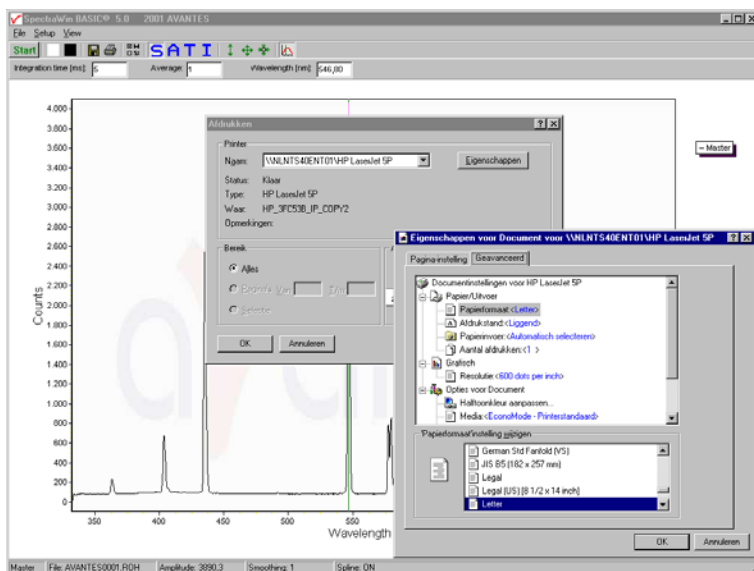 SpectraWin BASIC© 5.0 2001 AVANTES
File Setup View
Start S A T I
Integration time [ms]: 5 Average: 1 Wavelength [nm]: 546,00
4.000
3.800
3.600
3.400
3.200
3.000
2.800
2.600
2.400
2.200
2.000
1.800
1.600
1.400
1.200
1.000
800
600
400
200
0
Counts
350 400 450 500 550
Wavelength
Master
Afdrukken
Printer
Naam: \\NLNTS40ENT01\HP LaserJet 5P Eigenschappen
Status: Klaar
Type: HP LaserJet 5P
Waar: HP_3FC53B_IP_COPY2
Opmerkingen:
Bereik
Alles
Pagina's Van T/m
Selectie
OK Annuleren
Eigenschappen voor Document voor \\NLNTS40ENT01\HP LaserJet 5P
Pagina-instelling Geavanceerd
Documentinstellingen voor HP LaserJet 5P
Papier/Uitvoer
Papierformaat:<Letter>
Afdrukstand:<Liggend>
Papierinvoer:<Automatisch selecteren>
Aantal afdrukken:<1 >
Grafisch
Resolutie:<600 dots per inch>
Opties voor Document
Halftoonkleur aanpassen...
Media:<EconoMode - Printerstandaard>
'Papierformaat'instelling wijzigen
German Std Fanfold (VS)
JIS B5 (182 x 257 mm)
Legal
Legal (US) [8 1/2 x 14 inch]
Letter
OK Annuleren
Master File: AVANTES0001.ROH Amplitude: 3890,3 Smoothing: 1 Spline: ON